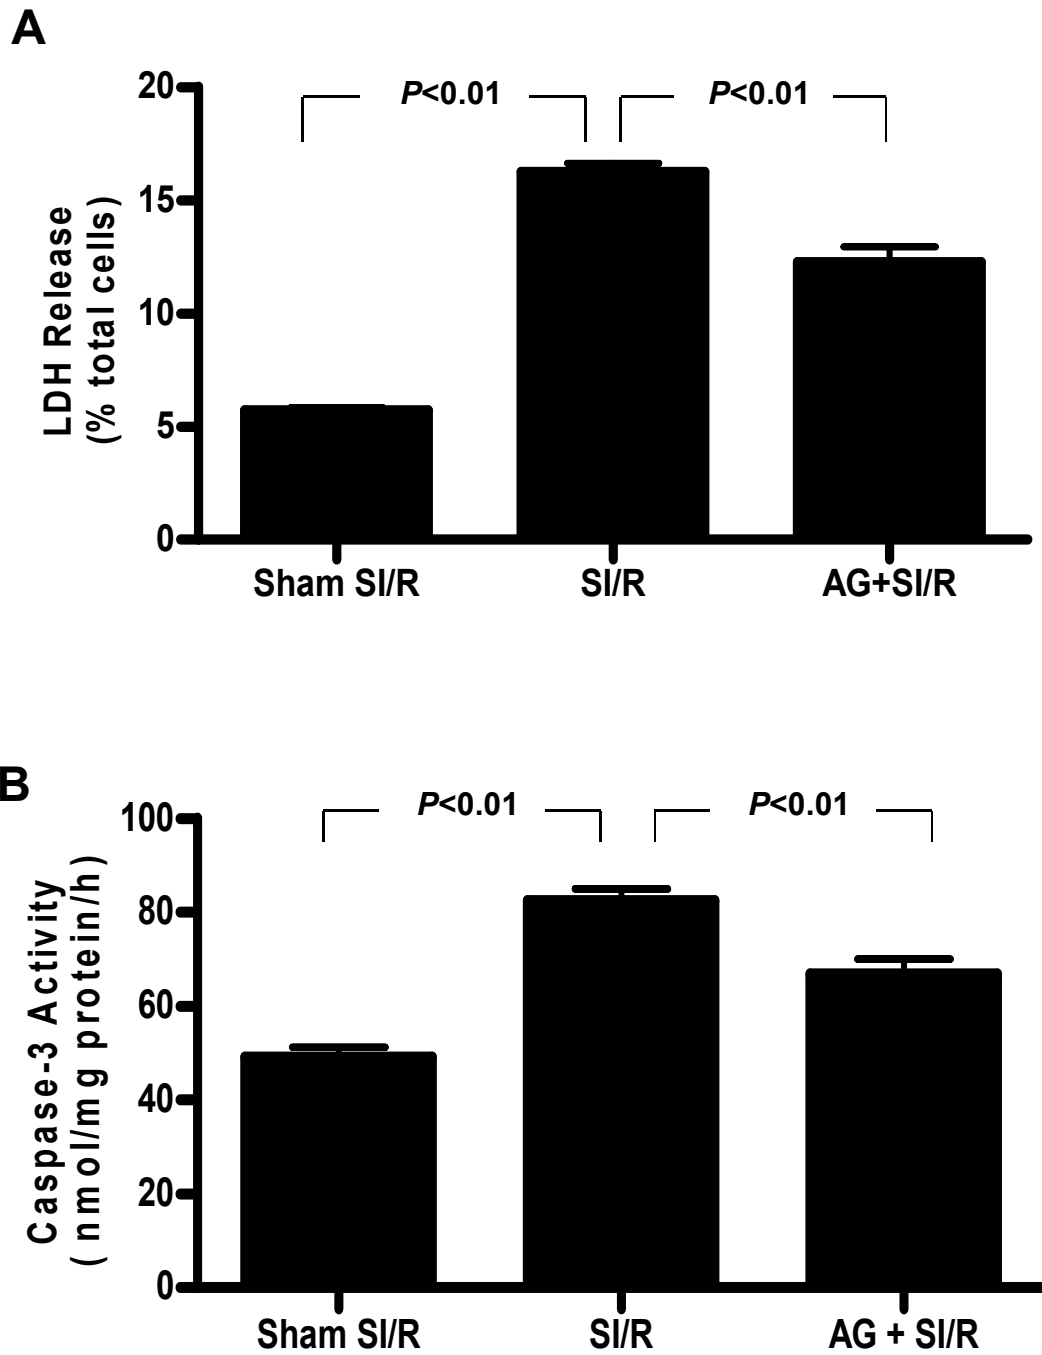 A
20
15
10
5
0
LDH Release
(% total cells)
P<0.01
P<0.01
Sham SI/R
SI/R
AG+SI/R
B
100
80
60
40
20
0
Caspase-3 Activity
( nmol/mg protein/h)
P<0.01
P<0.01
Sham SI/R
SI/R
AG + SI/R